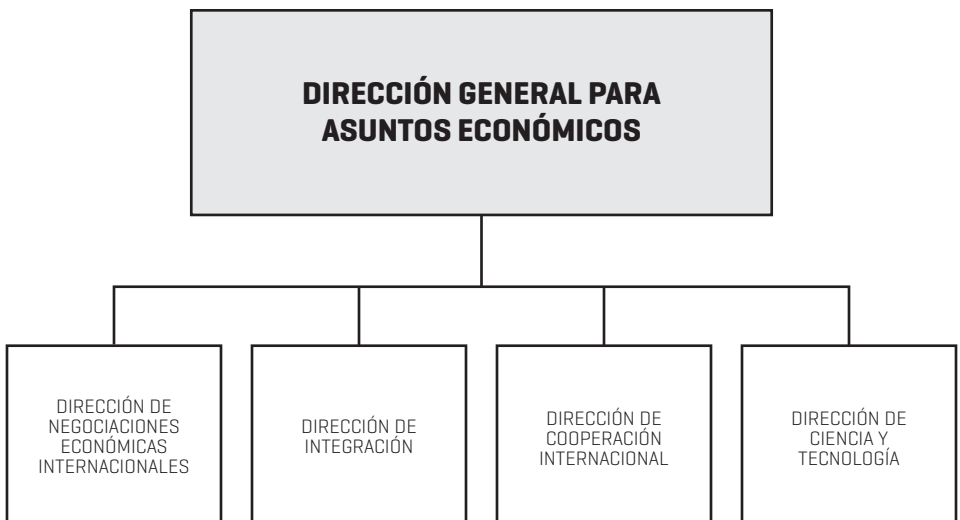 DIRECCIÓN GENERAL PARA
ASUNTOS ECONÓMICOS
DIRECCIÓN DE
NEGOCIACIONES
ECONÓMICAS
INTERNACIONALES
DIRECCIÓN DE
INTEGRACIÓN
DIRECCIÓN DE
COOPERACIÓN
INTERNACIONAL
DIRECCIÓN DE
CIENCIA Y
TECNOLOGÍA